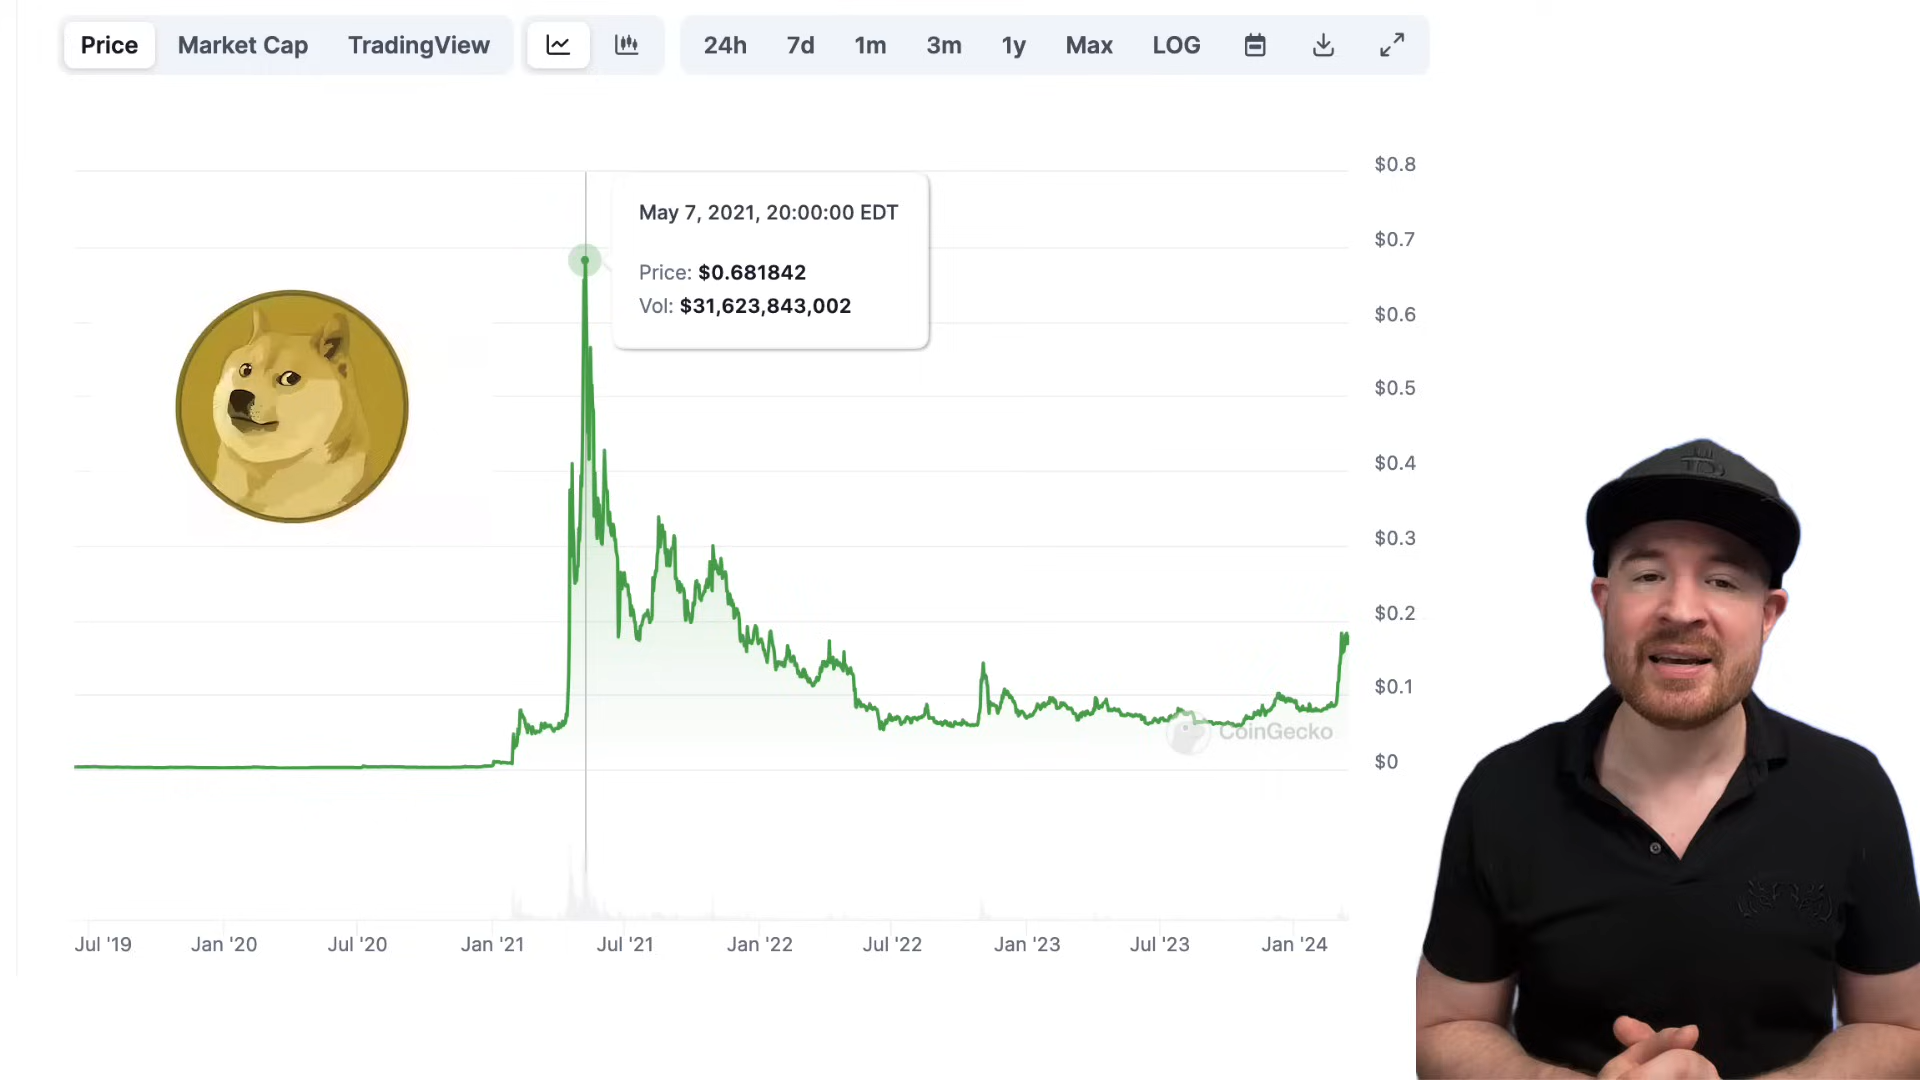 Price Market Cap TradingView 24h 7d 1m 3m 1y Max LOG
$0.8
May 7, 2021, 20:00:00 EDT
$0.7
Price: $0.681842
Vol: $31,623,843,002
$0.6
$0.5
$0.4
$0.3
$0.2
$0.1
CoinGecko
$0
Jul '19 Jan '20 Jul '20 Jan '21 Jul '21 Jan '22 Jul '22 Jan '23 Jul '23 Jan '24